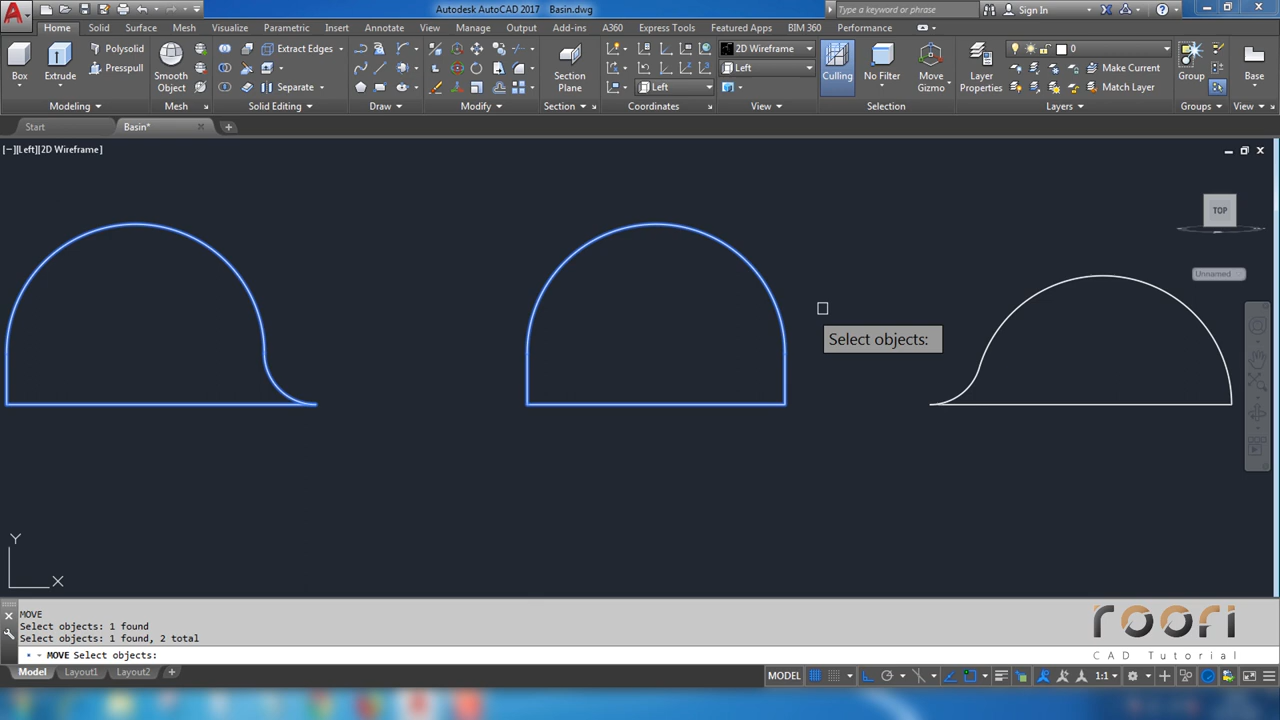 Autodesk AutoCAD 2017 Basin.dwg
Type a keyword or phrase
Sign In
Home Solid Surface Mesh Visualize Parametric Insert Annotate View Manage Output Add-ins A360 Express Tools Featured Apps BIM 360 Performance
Box
Extrude
Polysolid
Presspull
Modeling
Smooth
Object
Mesh
Extract Edges
Separate
Solid Editing
Draw
Modify
Section
Plane
Section
Left
Coordinates
2D Wireframe
Left
View
Culling
No Filter
Move
Gizmo
Selection
Layer
Properties
0
Make Current
Match Layer
Layers
Group
Groups
Base
View
Start
Basin*
[−][Left][2D Wireframe]
TOP
Unnamed
Select objects:
Y
X
MOVE
Select objects: 1 found
Select objects: 1 found, 2 total
MOVE Select objects:
roori
CAD Tutorial
Model Layout1 Layout2
MODEL
1:1